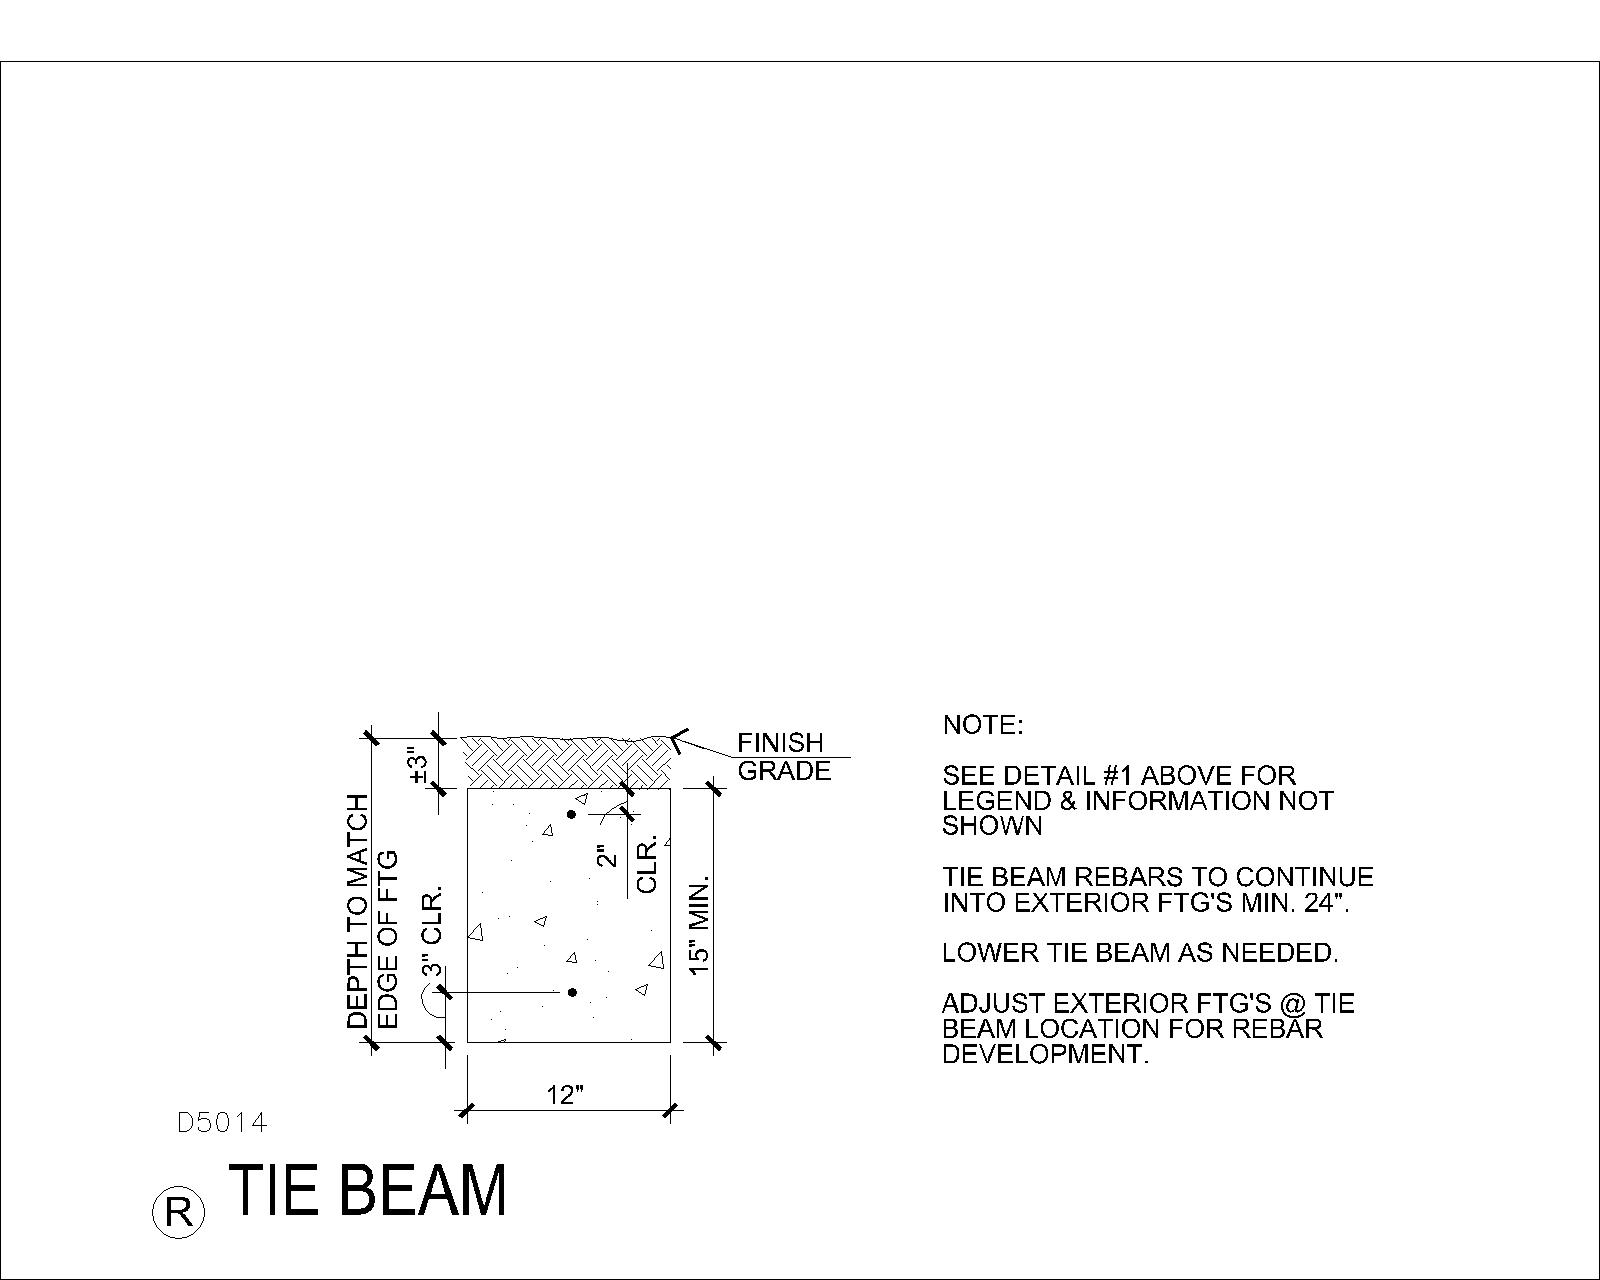 FINISH
GRADE
±3"
DEPTH TO MATCH
EDGE OF FTG
3" CLR.
2"
CLR.
15" MIN.
12"
NOTE:
SEE DETAIL #1 ABOVE FOR
LEGEND & INFORMATION NOT
SHOWN
TIE BEAM REBARS TO CONTINUE
INTO EXTERIOR FTG'S MIN. 24".
LOWER TIE BEAM AS NEEDED.
ADJUST EXTERIOR FTG'S @ TIE
BEAM LOCATION FOR REBAR
DEVELOPMENT.
D5014
R TIE BEAM